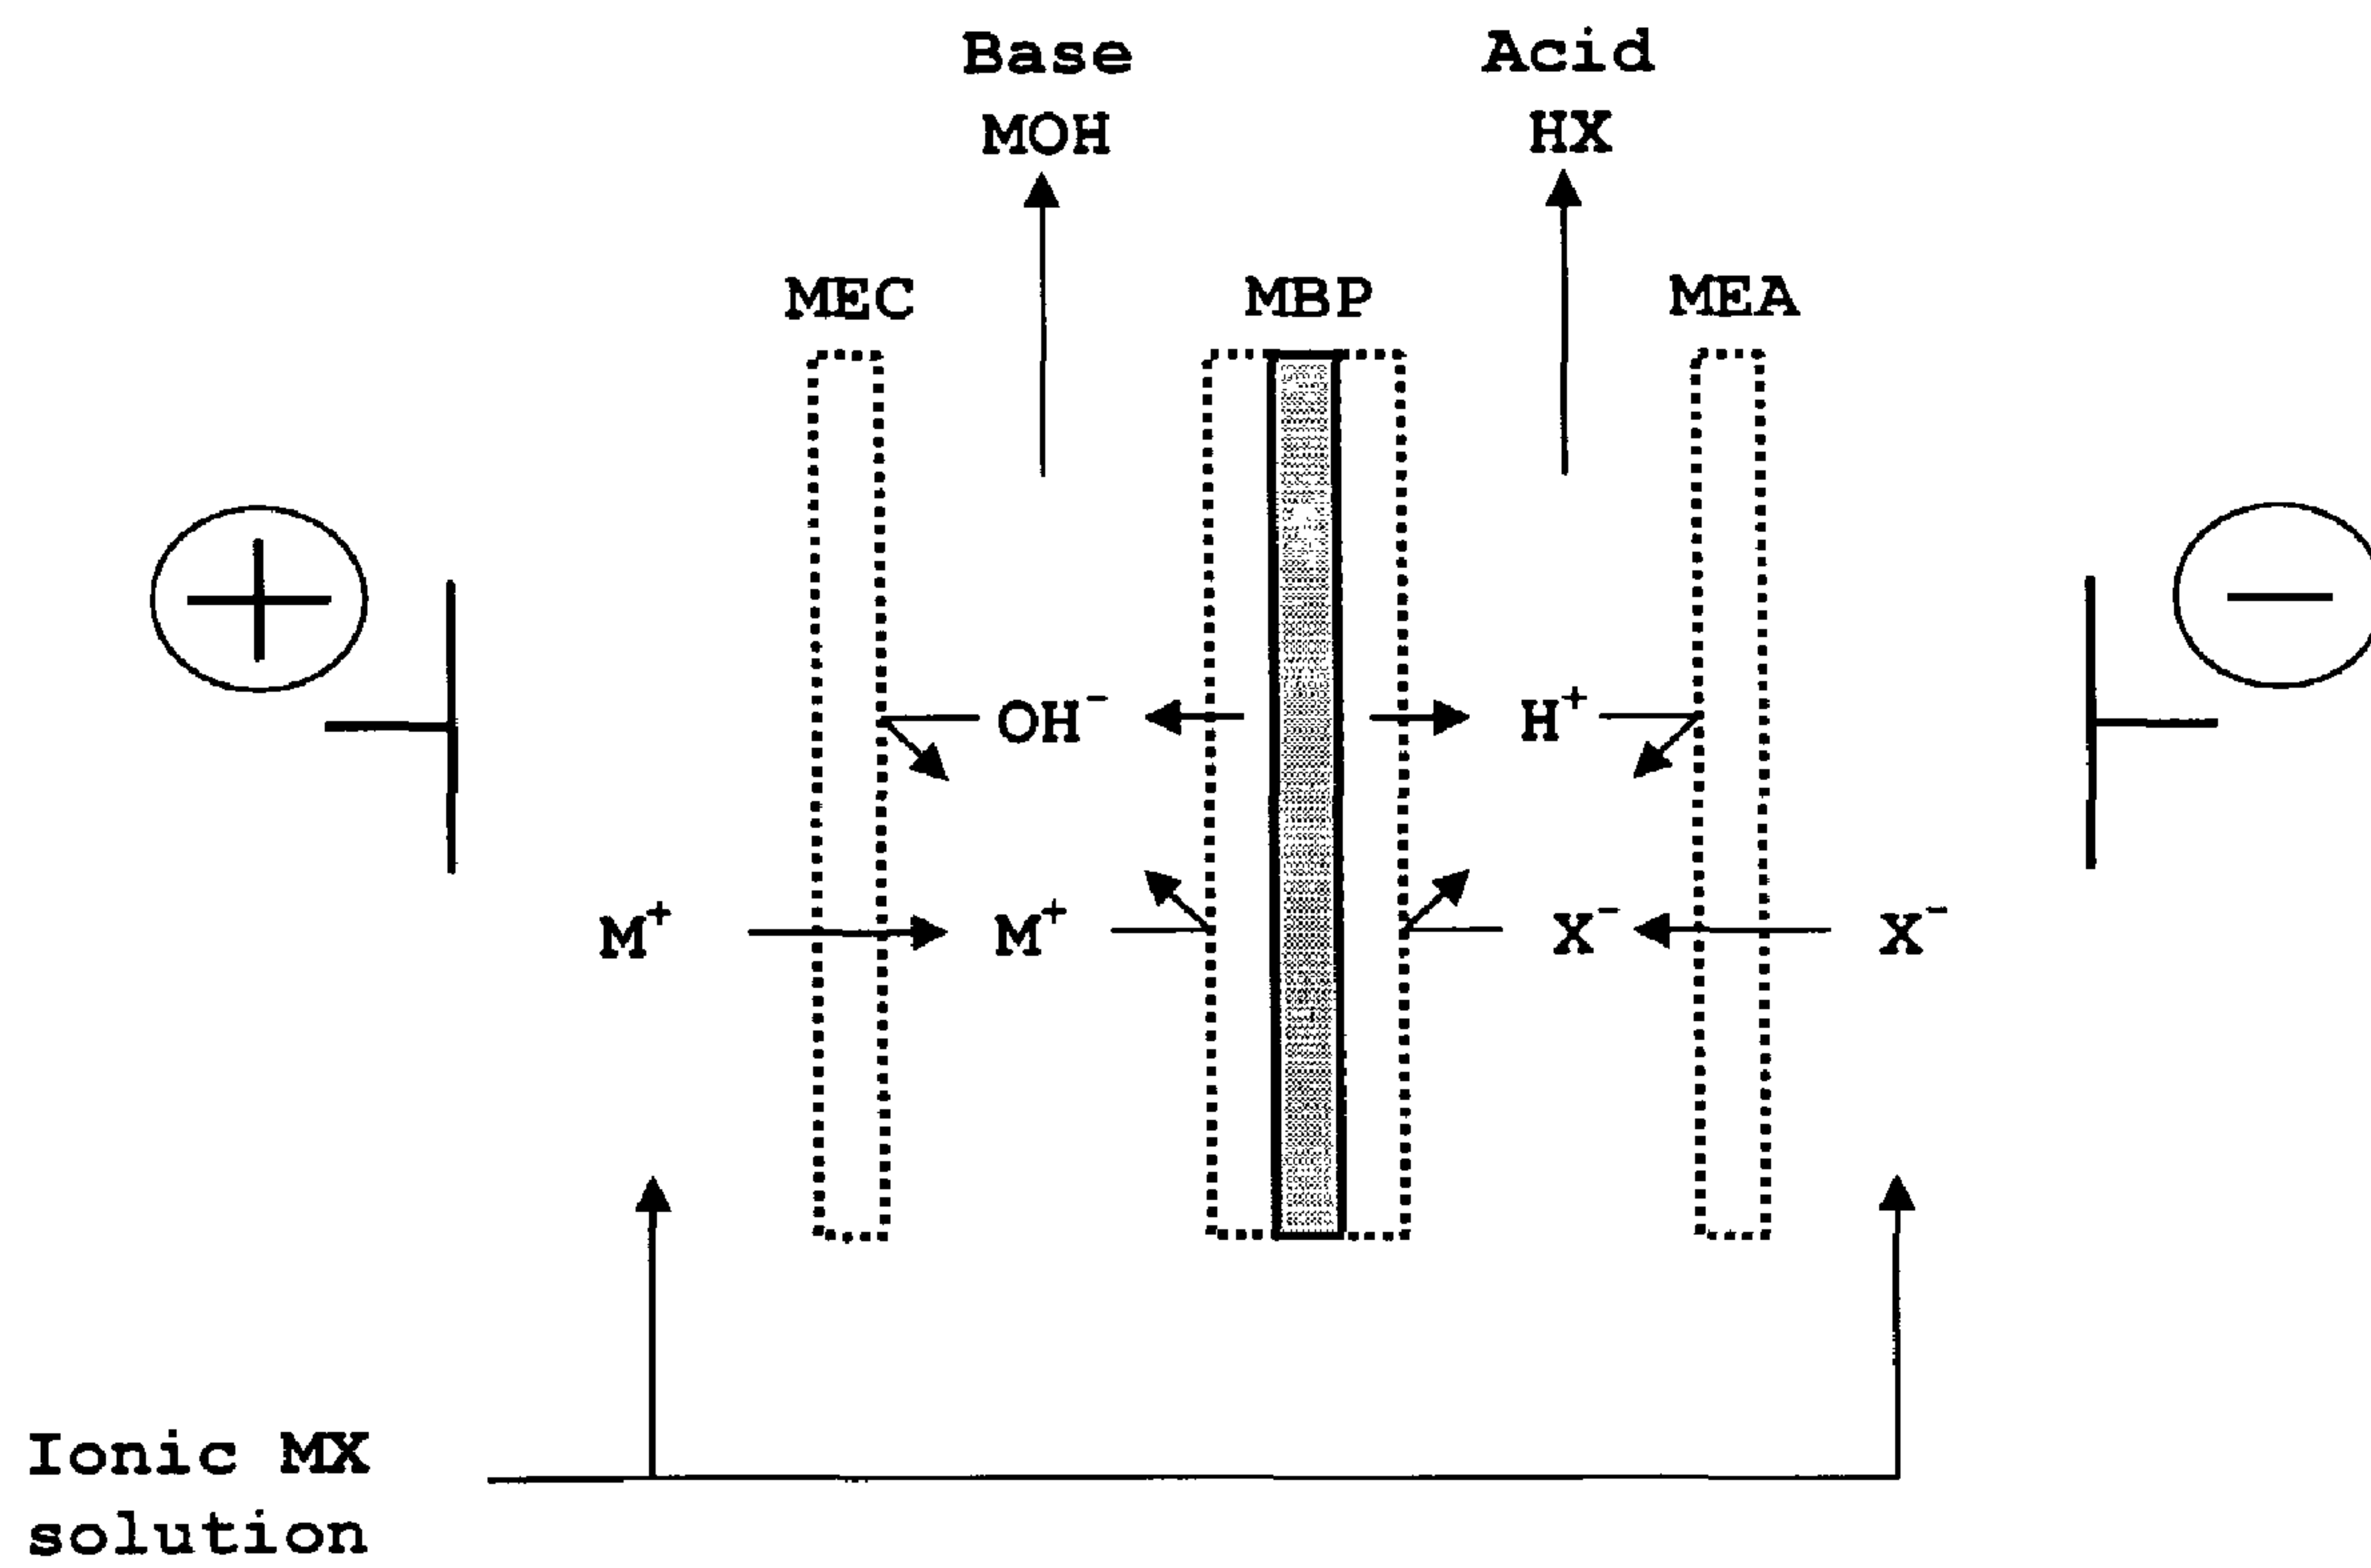 Base Acid
MOH HX
MEC MBP MEA
+ −
OH⁻ H⁺
M⁺ M⁺ X⁻ X⁻
Ionic MX
solution